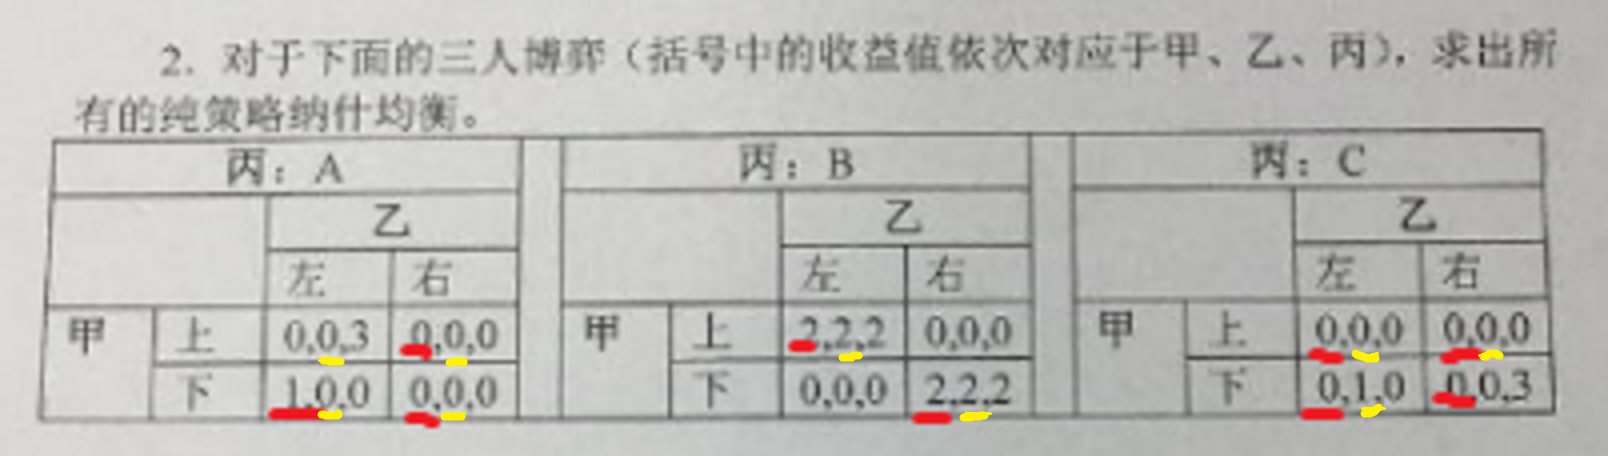 2. 对于下面的三人博弈（括号中的收益值依次对应于甲、乙、丙），求出所
有的纯策略纳什均衡。
丙：A 丙：B 丙：C
乙 乙 乙
左 右 左 右 左 右
甲 上 0,0,3 0,0,0 甲 上 2,2,2 0,0,0 甲 上 0,0,0 0,0,0
下 1,0,0 0,0,0 下 0,0,0 2,2,2 下 0,1,0 0,0,3